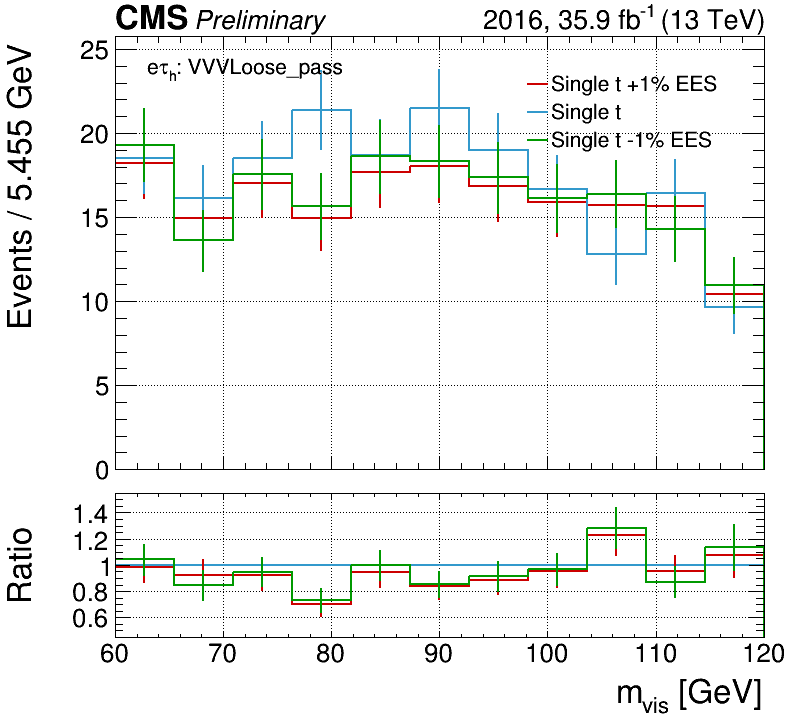 CMS Preliminary 2016, 35.9 fb⁻¹ (13 TeV)
eτₕ: VVVLoose_pass
Single t +1% EES
Single t
Single t -1% EES
Events / 5.455 GeV
25
20
15
10
5
0
Ratio
1.4
1.2
1
0.8
0.6
60 70 80 90 100 110 120
m_vis [GeV]